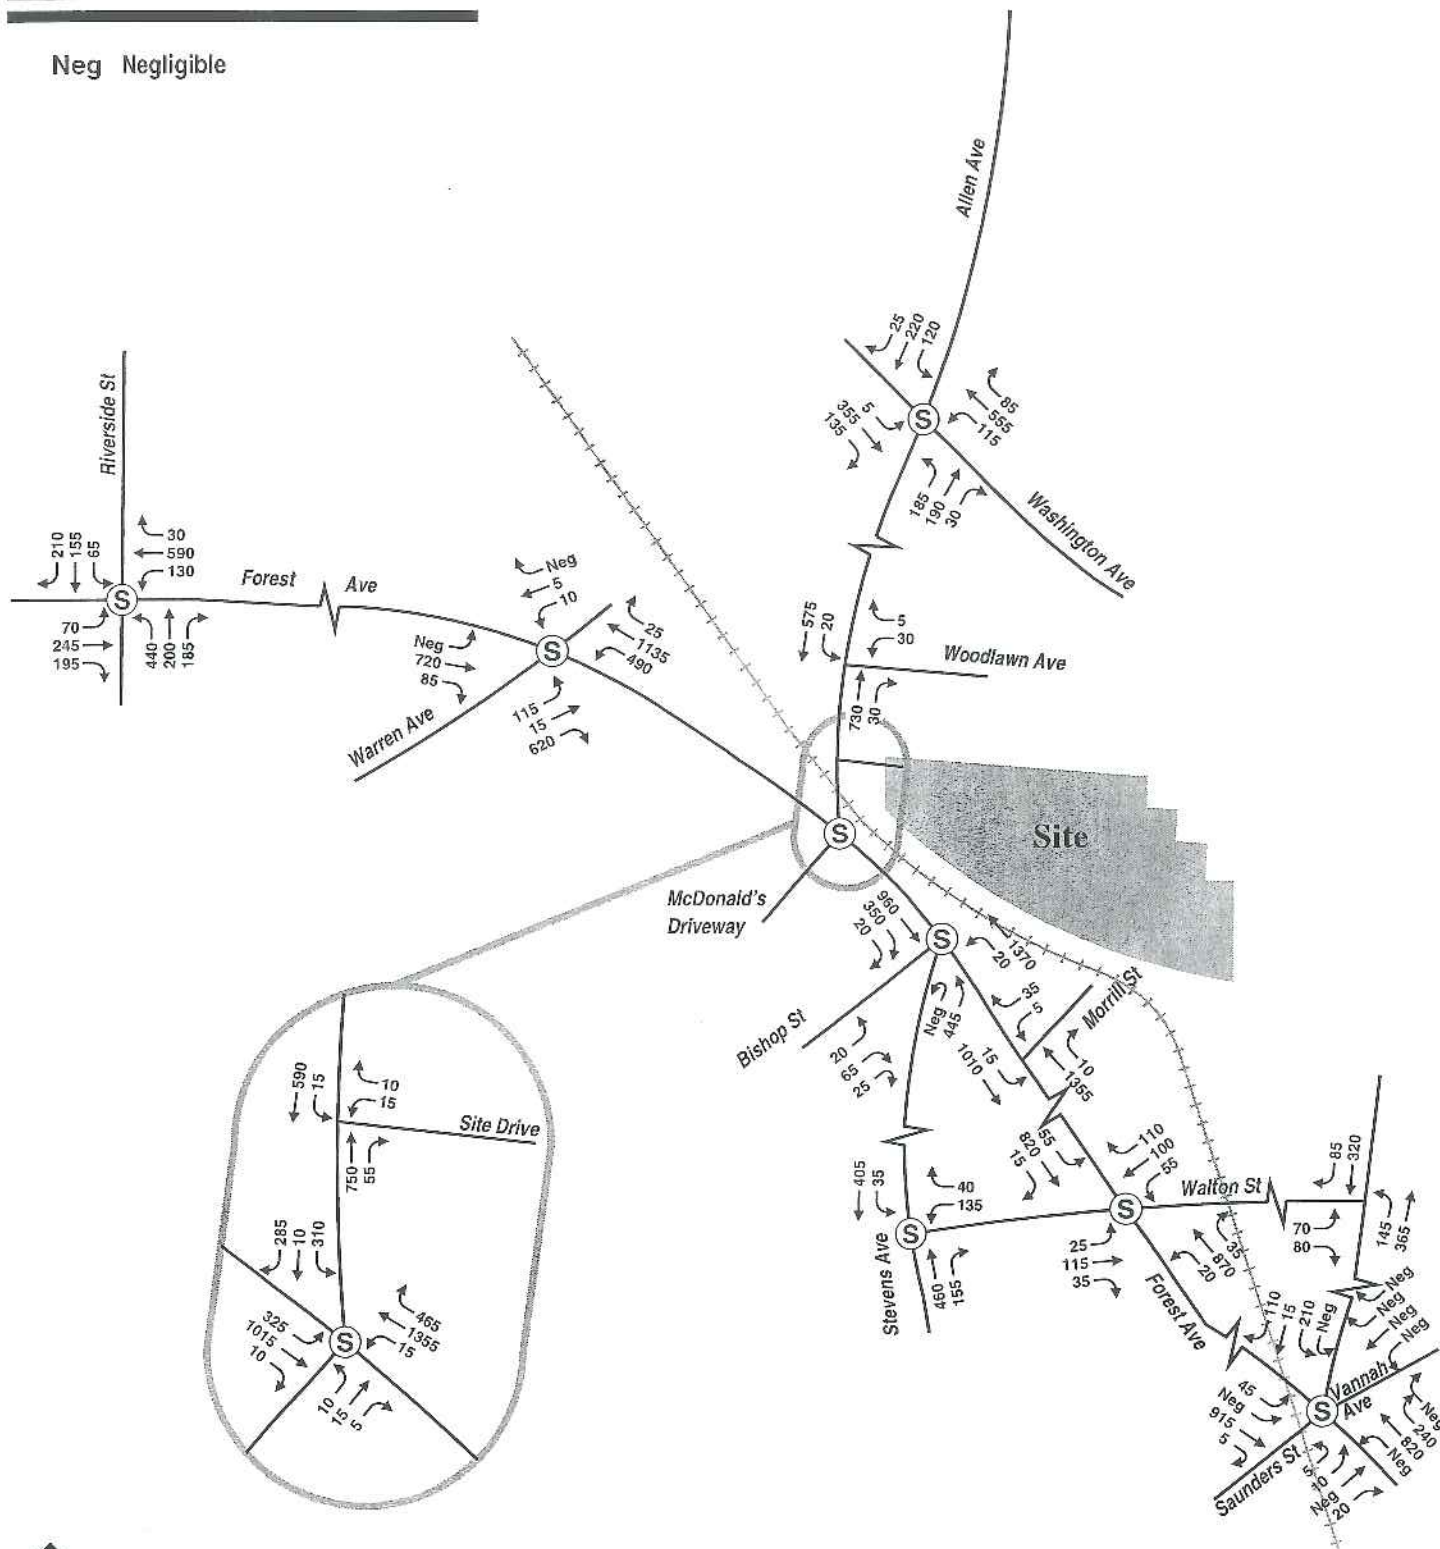 Neg Negligible
Allen Ave
25
220
120
85
555
115
5
355
135
185
190
30
Washington Ave
Riverside St
210
155
65
30
590
130
70
245
195
440
200
185
Forest Ave
Neg
5
10
25
1135
490
Neg
720
85
115
15
620
Warren Ave
575
20
5
30
Woodlawn Ave
730
30
S
S
S
S
Site
McDonald's
Driveway
960
350
20
S
1370
20
Bishop St
Neg
445
35
5
Morrill St
20
65
25
15
1010
10
1355
590
15
10
15
Site Drive
750
55
285
10
310
325
1015
10
S
465
1355
15
10
15
5
55
820
15
110
100
55
405
35
40
135
S
S
Walton St
85
320
70
80
145
365
Stevens Ave
460
155
25
115
35
35
870
20
Forest Ave
110
15
210
Neg
Neg
Neg
Neg
Neg
Vannah
Ave
S
45
Neg
915
5
Saunders St
5
10
Neg
20
Neg
240
820
Neg